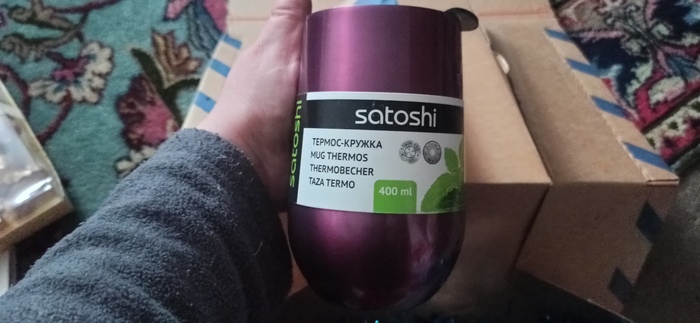 satoshi
satoshi
ТЕРМОС-КРУЖКА
MUG THERMOS
THERMOBECHER
TAZA TERMO
400 ml